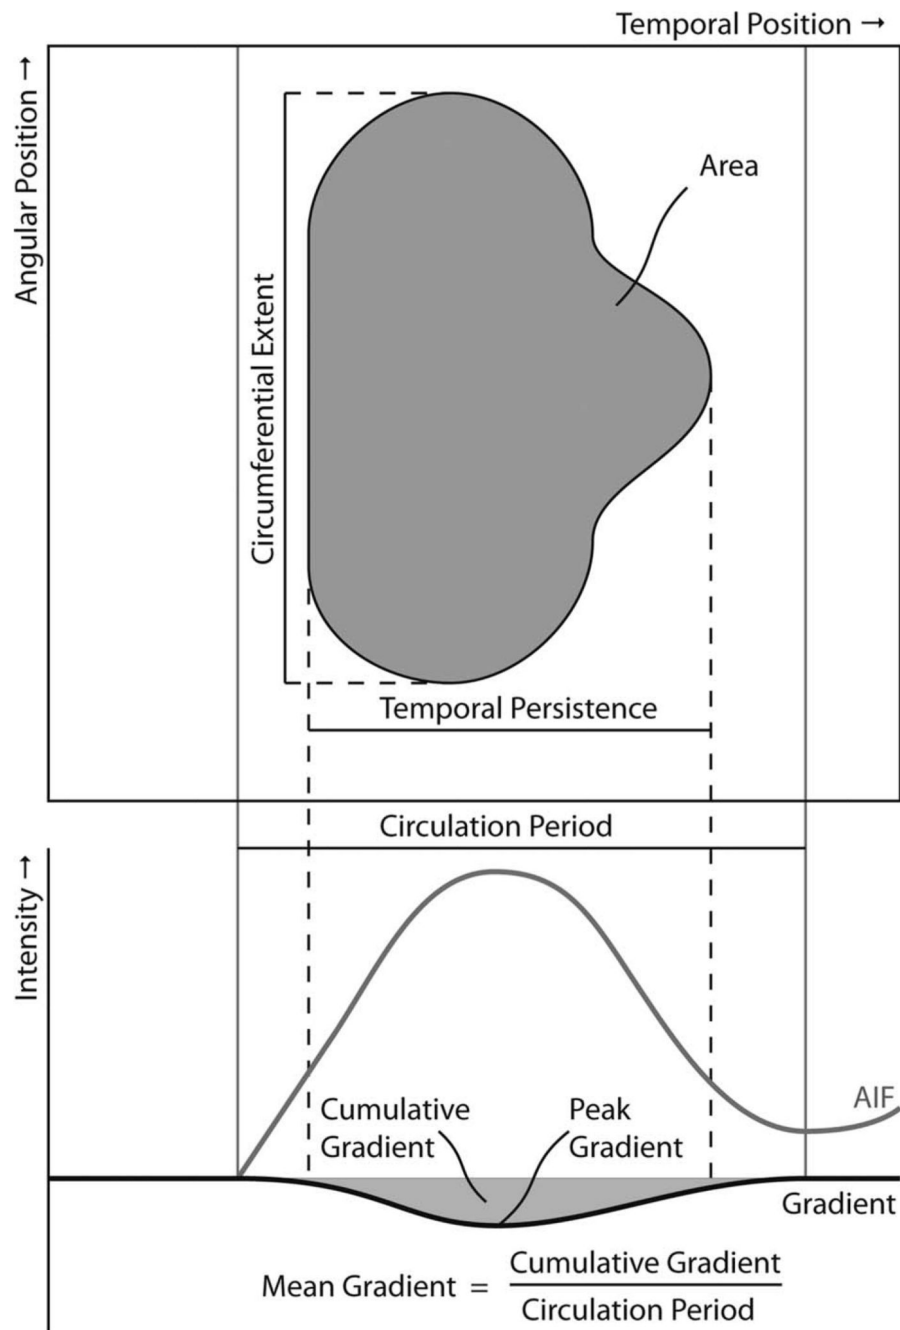 Temporal Position →
Angular Position →
Area
Circumferential Extent
Temporal Persistence
Circulation Period
Intensity →
AIF
Cumulative
Gradient
Peak
Gradient
Gradient
Mean Gradient = Cumulative Gradient
Circulation Period